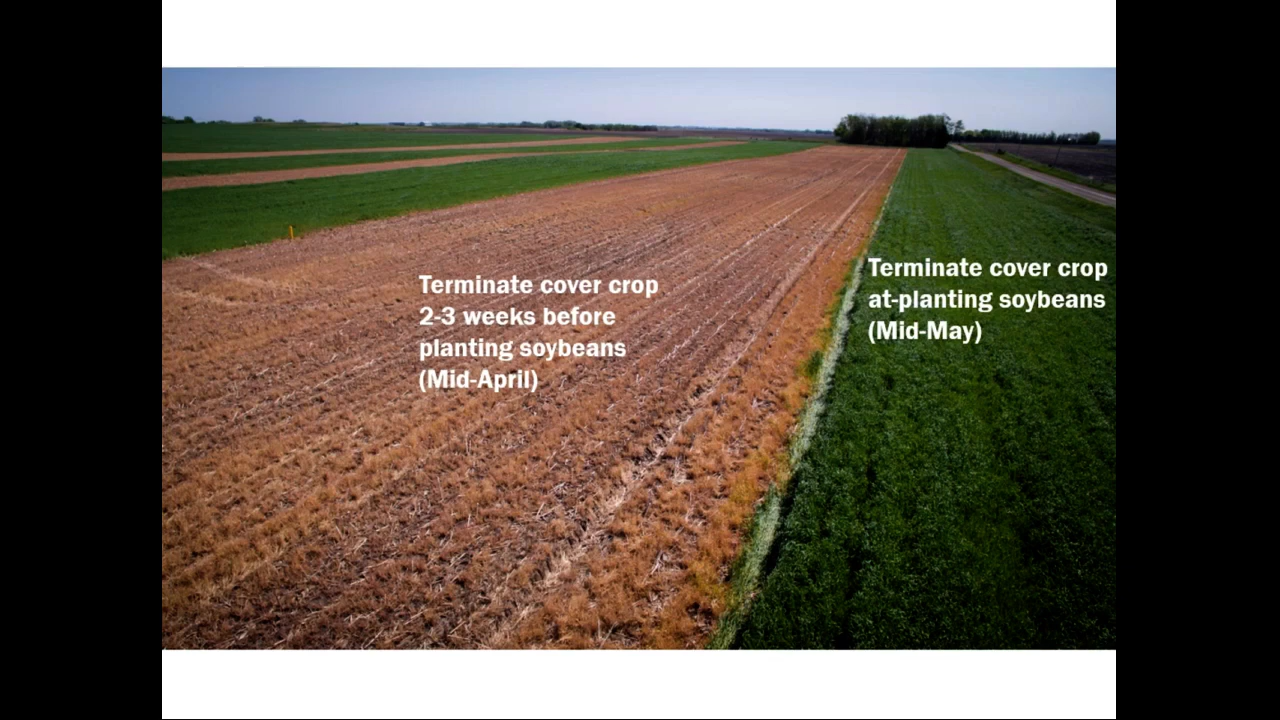 Terminate cover crop
2-3 weeks before
planting soybeans
(Mid-April)
Terminate cover crop
at-planting soybeans
(Mid-May)